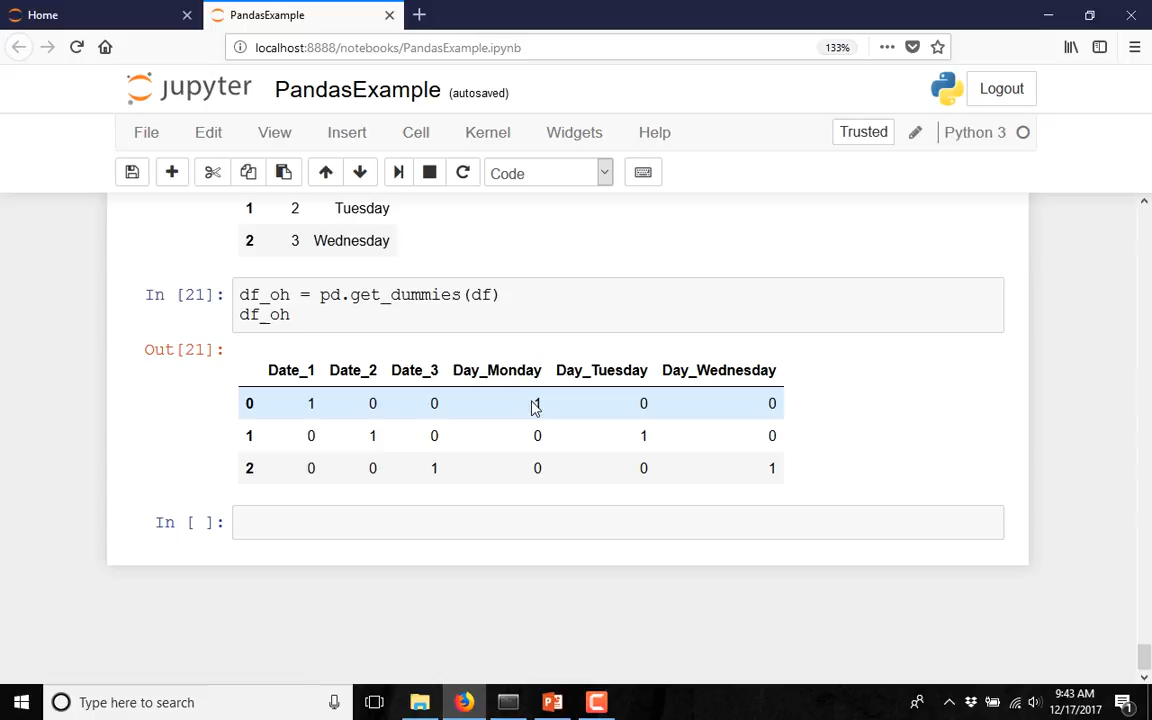 Home
PandasExample
localhost:8888/notebooks/PandasExample.ipynb
133%
jupyter PandasExample (autosaved)
Logout
File Edit View Insert Cell Kernel Widgets Help
Trusted
Python 3
Code
1 2 Tuesday
2 3 Wednesday
In [21]: df_oh = pd.get_dummies(df)
df_oh
Out[21]:
Date_1 Date_2 Date_3 Day_Monday Day_Tuesday Day_Wednesday
0 1 0 0 1 0 0
1 0 1 0 0 1 0
2 0 0 1 0 0 1
In [ ]:
Type here to search
9:43 AM
12/17/2017
1